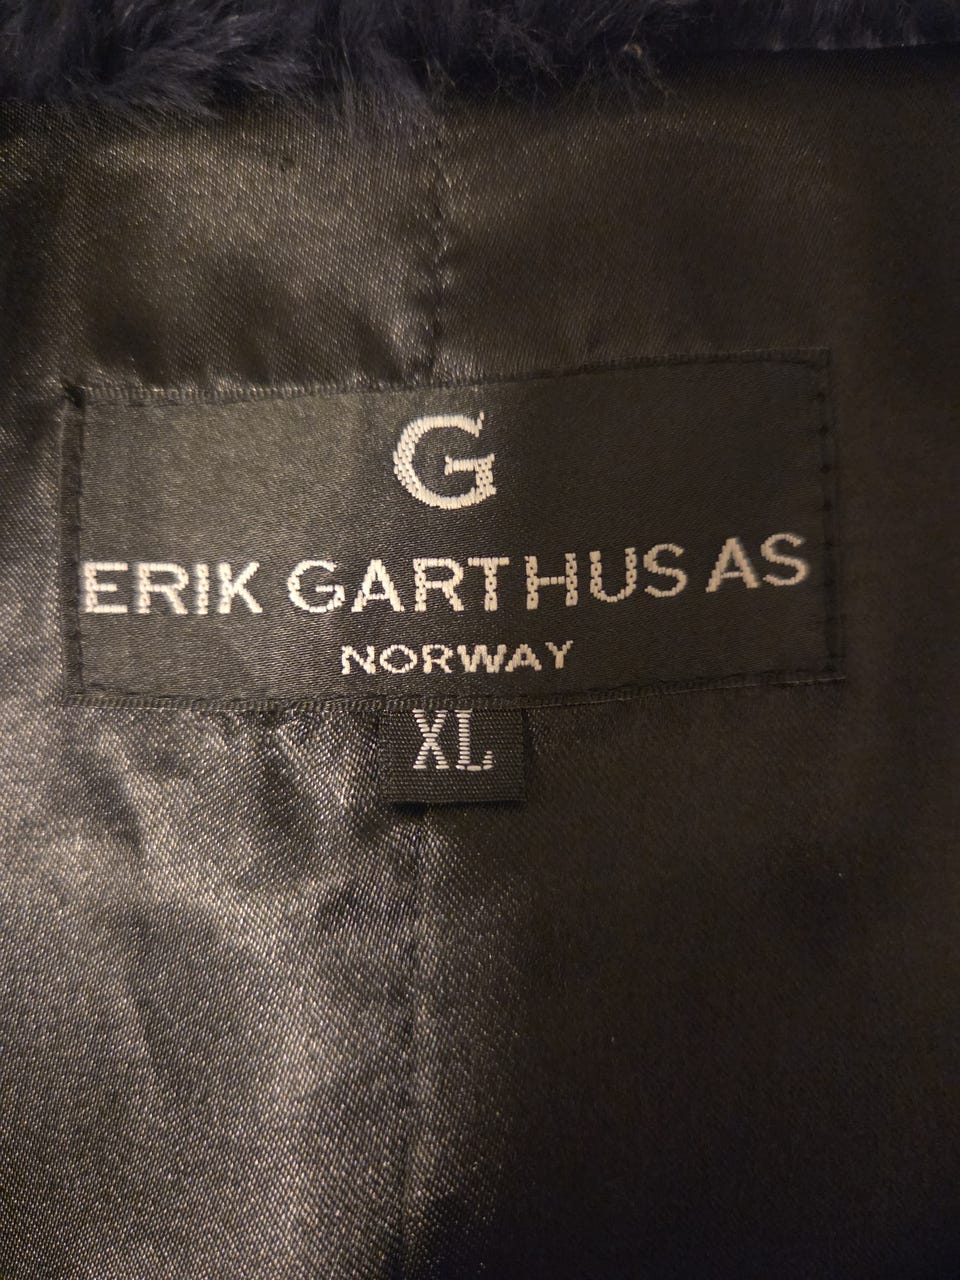 G
ERIK GARTHUS AS
NORWAY
XL